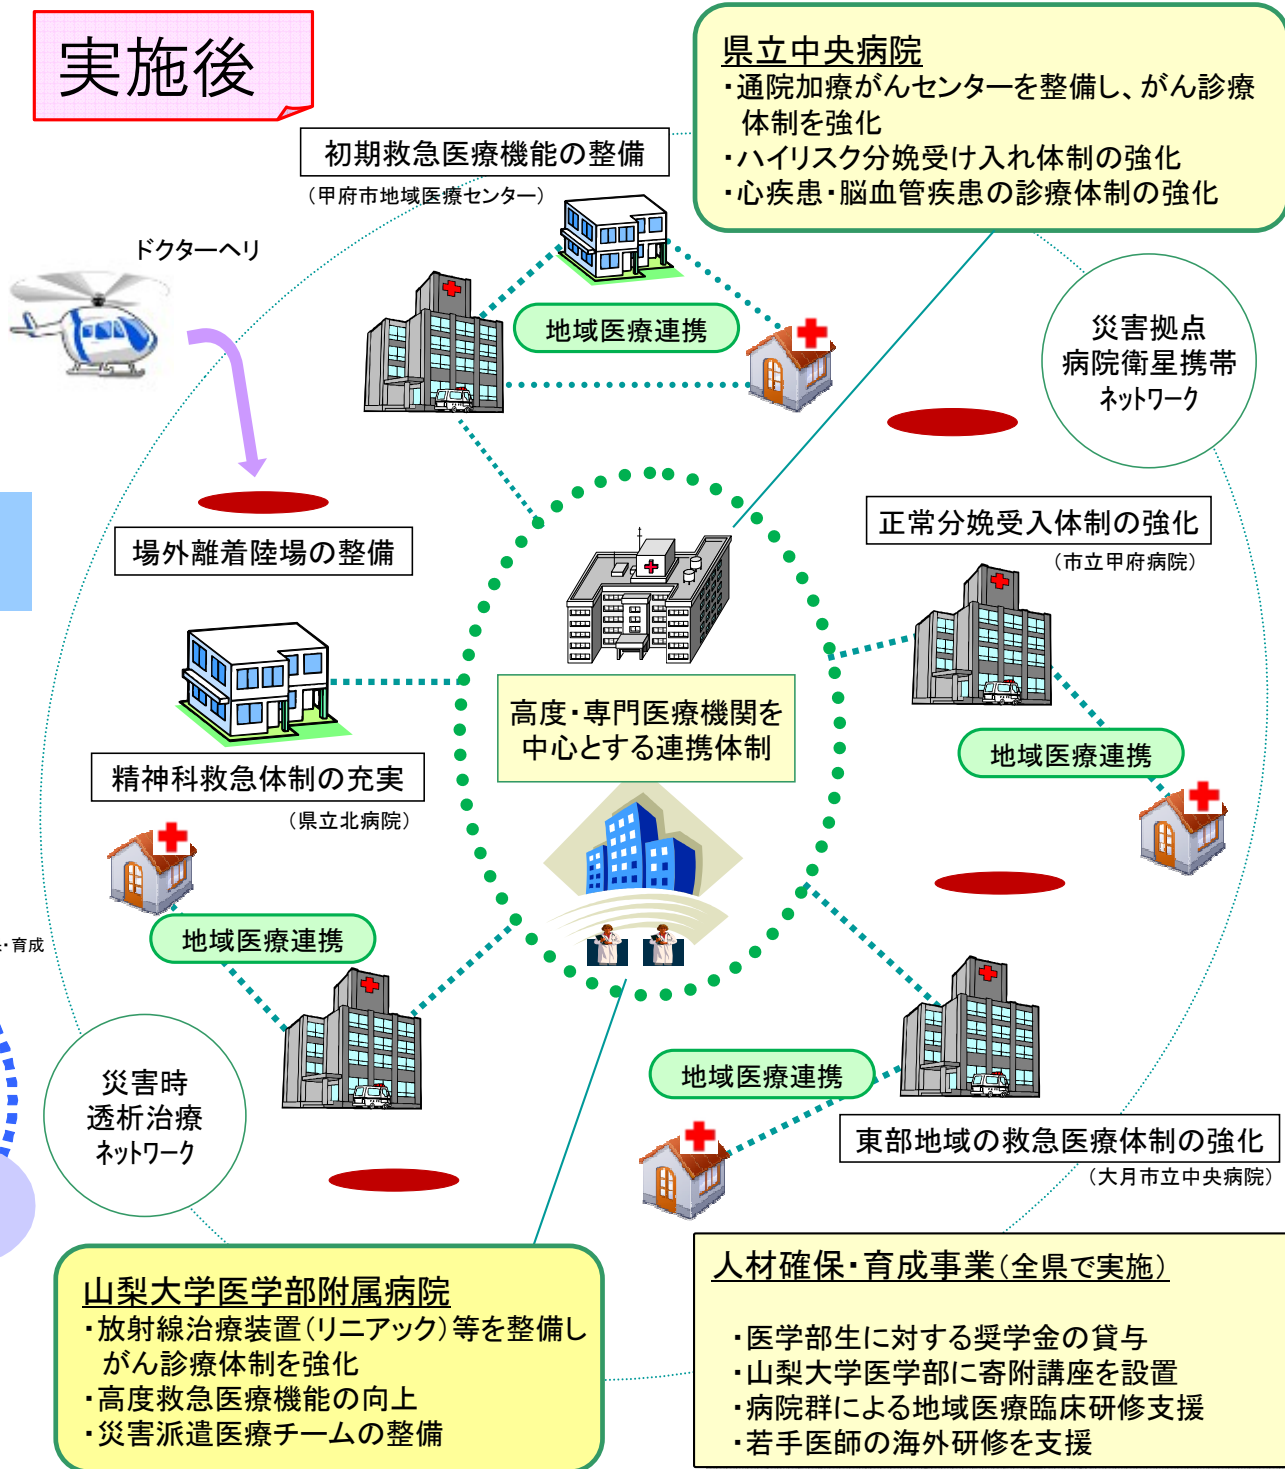 実施後
県立中央病院
・通院加療がんセンターを整備し、がん診療
体制を強化
・ハイリスク分娩受け入れ体制の強化
・心疾患・脳血管疾患の診療体制の強化
初期救急医療機能の整備
（甲府市地域医療センター）
ドクターヘリ
地域医療連携
災害拠点
病院衛星携帯
ネットワーク
場外離着陸場の整備
正常分娩受入体制の強化
（市立甲府病院）
高度・専門医療機関を
中心とする連携体制
地域医療連携
精神科救急体制の充実
（県立北病院）
地域医療連携
・育成
災害時
透析治療
ネットワーク
地域医療連携
東部地域の救急医療体制の強化
（大月市立中央病院）
山梨大学医学部附属病院
・放射線治療装置（リニアック）等を整備し
がん診療体制を強化
・高度救急医療機能の向上
・災害派遣医療チームの整備
人材確保・育成事業（全県で実施）
・医学部生に対する奨学金の貸与
・山梨大学医学部に寄附講座を設置
・病院群による地域医療臨床研修支援
・若手医師の海外研修を支援